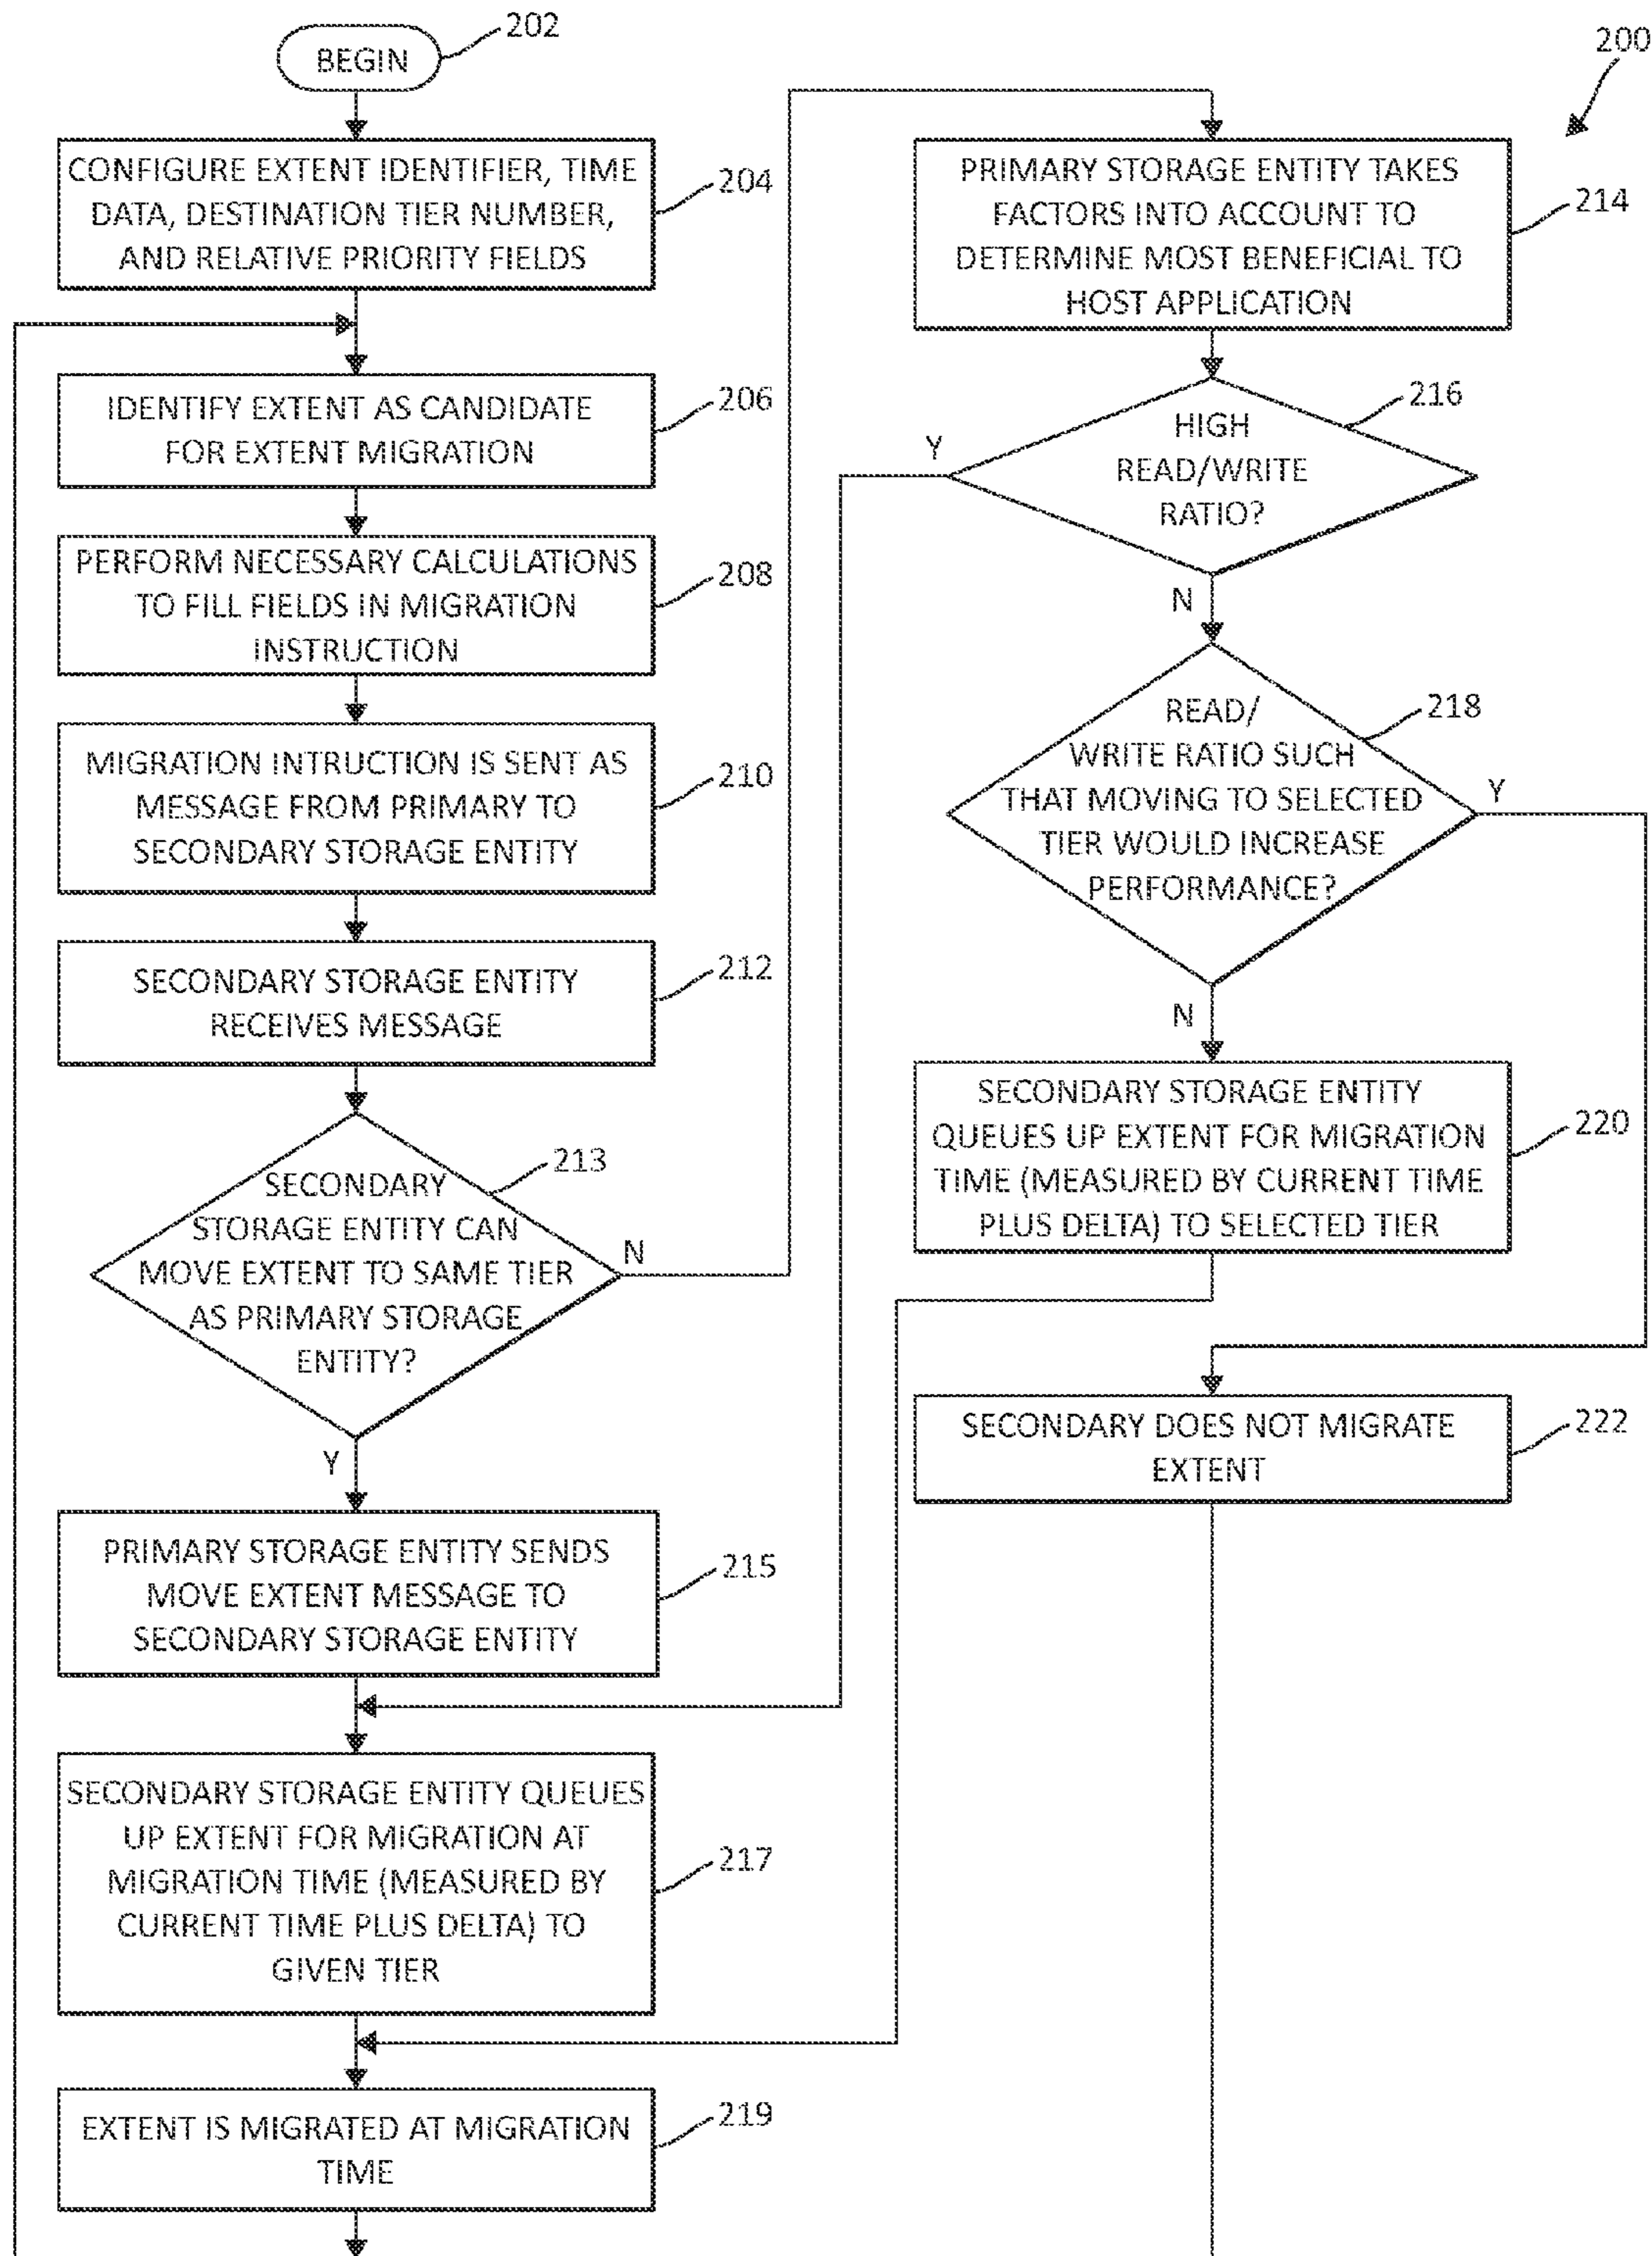 BEGIN
202
CONFIGURE EXTENT IDENTIFIER, TIME
DATA, DESTINATION TIER NUMBER,
AND RELATIVE PRIORITY FIELDS
204
IDENTIFY EXTENT AS CANDIDATE
FOR EXTENT MIGRATION
206
PERFORM NECESSARY CALCULATIONS
TO FILL FIELDS IN MIGRATION
INSTRUCTION
208
MIGRATION INTRUCTION IS SENT AS
MESSAGE FROM PRIMARY TO
SECONDARY STORAGE ENTITY
210
SECONDARY STORAGE ENTITY
RECEIVES MESSAGE
212
SECONDARY
STORAGE ENTITY CAN
MOVE EXTENT TO SAME TIER
AS PRIMARY STORAGE
ENTITY?
213
N
Y
PRIMARY STORAGE ENTITY SENDS
MOVE EXTENT MESSAGE TO
SECONDARY STORAGE ENTITY
215
SECONDARY STORAGE ENTITY QUEUES
UP EXTENT FOR MIGRATION AT
MIGRATION TIME (MEASURED BY
CURRENT TIME PLUS DELTA) TO
GIVEN TIER
217
EXTENT IS MIGRATED AT MIGRATION
TIME
219
200
PRIMARY STORAGE ENTITY TAKES
FACTORS INTO ACCOUNT TO
DETERMINE MOST BENEFICIAL TO
HOST APPLICATION
214
HIGH
READ/WRITE
RATIO?
216
Y
N
READ/
WRITE RATIO SUCH
THAT MOVING TO SELECTED
TIER WOULD INCREASE
PERFORMANCE?
218
Y
N
SECONDARY STORAGE ENTITY
QUEUES UP EXTENT FOR MIGRATION
TIME (MEASURED BY CURRENT TIME
PLUS DELTA) TO SELECTED TIER
220
SECONDARY DOES NOT MIGRATE
EXTENT
222